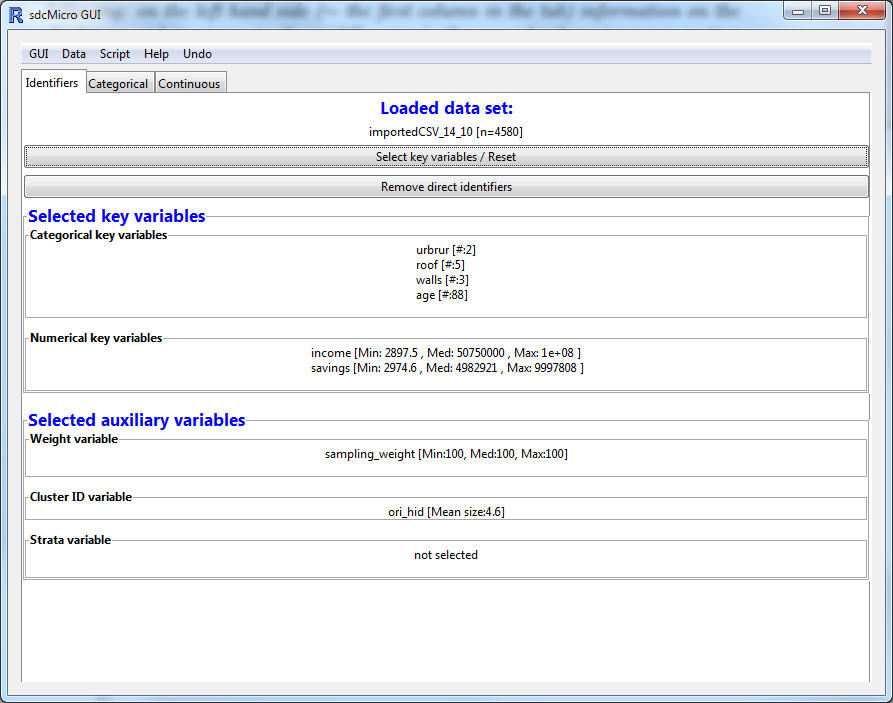 sdcMicro GUI
GUI Data Script Help Undo
Identifiers Categorical Continuous
Loaded data set:
importedCSV_14_10 [n=4580]
Select key variables / Reset
Remove direct identifiers
Selected key variables
Categorical key variables
urbrur [#:2]
roof [#:5]
walls [#:3]
age [#:88]
Numerical key variables
income [Min: 2897.5 , Med: 50750000 , Max: 1e+08 ]
savings [Min: 2974.6 , Med: 4982921 , Max: 9997808 ]
Selected auxiliary variables
Weight variable
sampling_weight [Min:100, Med:100, Max:100]
Cluster ID variable
ori_hid [Mean size:4.6]
Strata variable
not selected